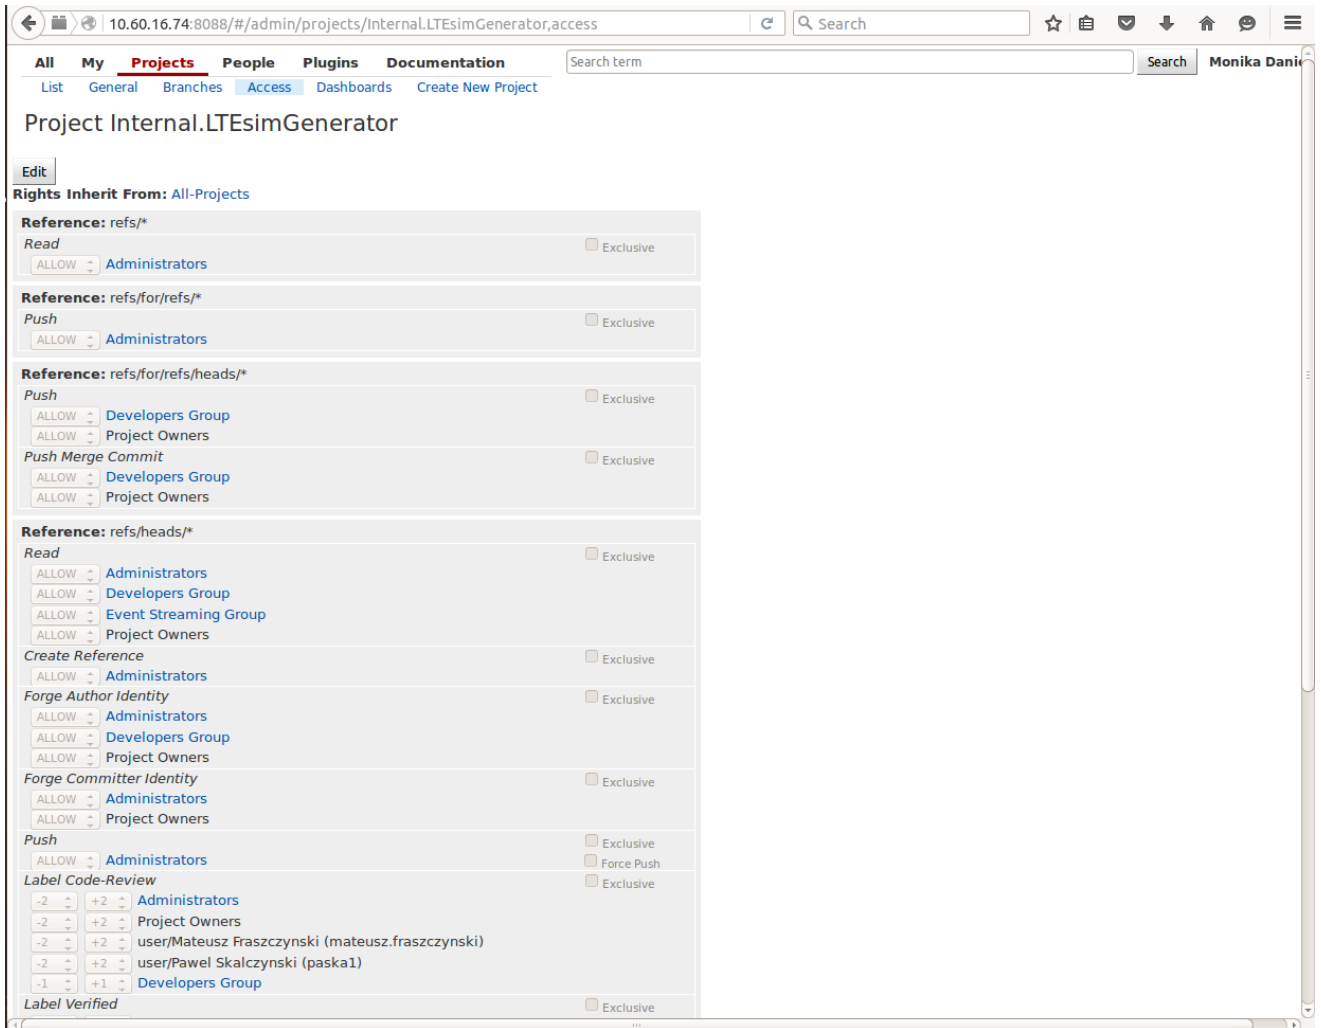 10.60.16.74:8088/#/admin/projects/Internal.LTEsimGenerator,access
Search
All My Projects People Plugins Documentation
Search term
Search
Monika Danie
List General Branches Access Dashboards Create New Project
Project Internal.LTEsimGenerator
Edit
Rights Inherit From: All-Projects
Reference: refs/*
Read
Exclusive
ALLOW Administrators
Reference: refs/for/refs/*
Push
Exclusive
ALLOW Administrators
Reference: refs/for/refs/heads/*
Push
Exclusive
ALLOW Developers Group
ALLOW Project Owners
Push Merge Commit
Exclusive
ALLOW Developers Group
ALLOW Project Owners
Reference: refs/heads/*
Read
Exclusive
ALLOW Administrators
ALLOW Developers Group
ALLOW Event Streaming Group
ALLOW Project Owners
Create Reference
Exclusive
ALLOW Administrators
Forge Author Identity
Exclusive
ALLOW Administrators
ALLOW Developers Group
ALLOW Project Owners
Forge Committer Identity
Exclusive
ALLOW Administrators
ALLOW Project Owners
Push
Exclusive
ALLOW Administrators
Force Push
Label Code-Review
Exclusive
-2 +2 Administrators
-2 +2 Project Owners
-2 +2 user/Mateusz Fraszczynski (mateusz.fraszczynski)
-2 +2 user/Pawel Skalczynski (paska1)
-1 +1 Developers Group
Label Verified
Exclusive